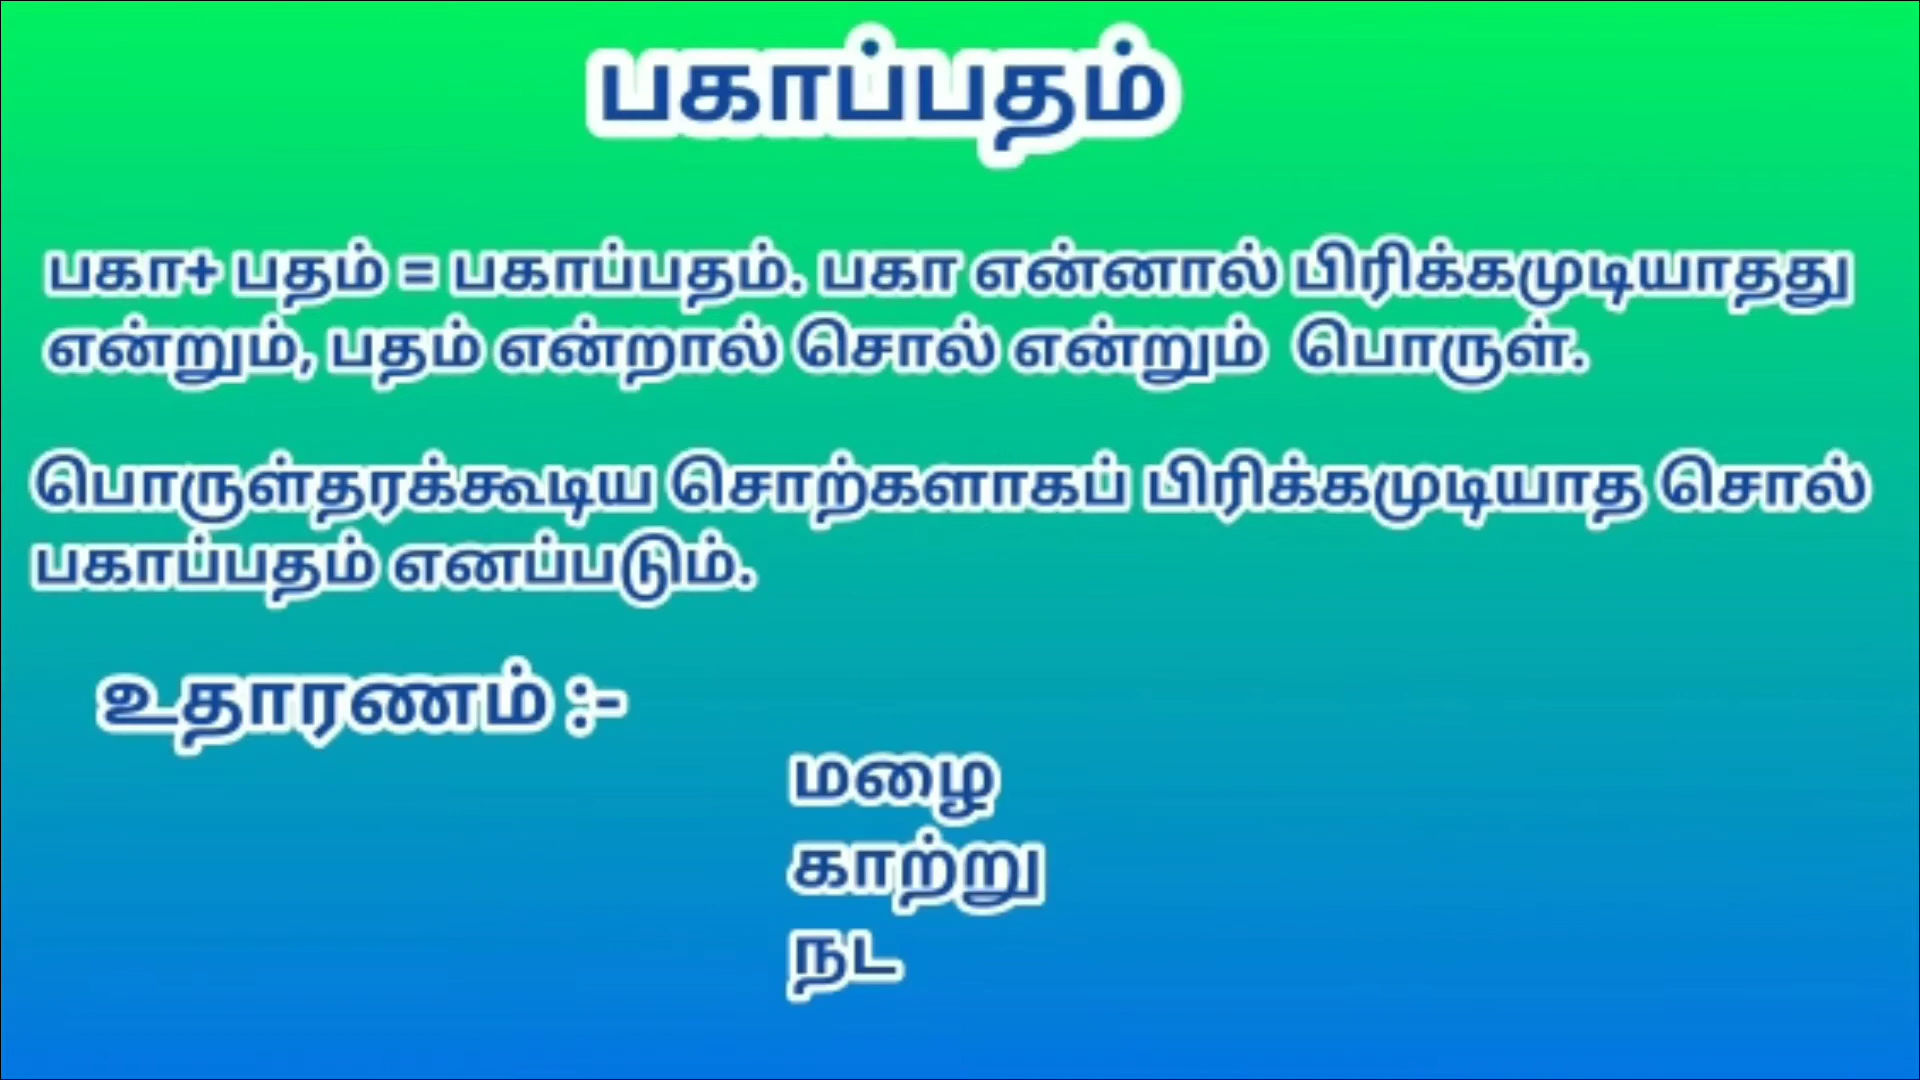 பகாப்பதம்
பகா+ பதம் = பகாப்பதம். பகா என்னால் பிரிக்கமுடியாதது
என்றும், பதம் என்றால் சொல் என்றும் பொருள்.
பொருள்தரக்கூடிய சொற்களாகப் பிரிக்கமுடியாத சொல்
பகாப்பதம் எனப்படும்.
உதாரணம் :-
மழை
காற்று
நட